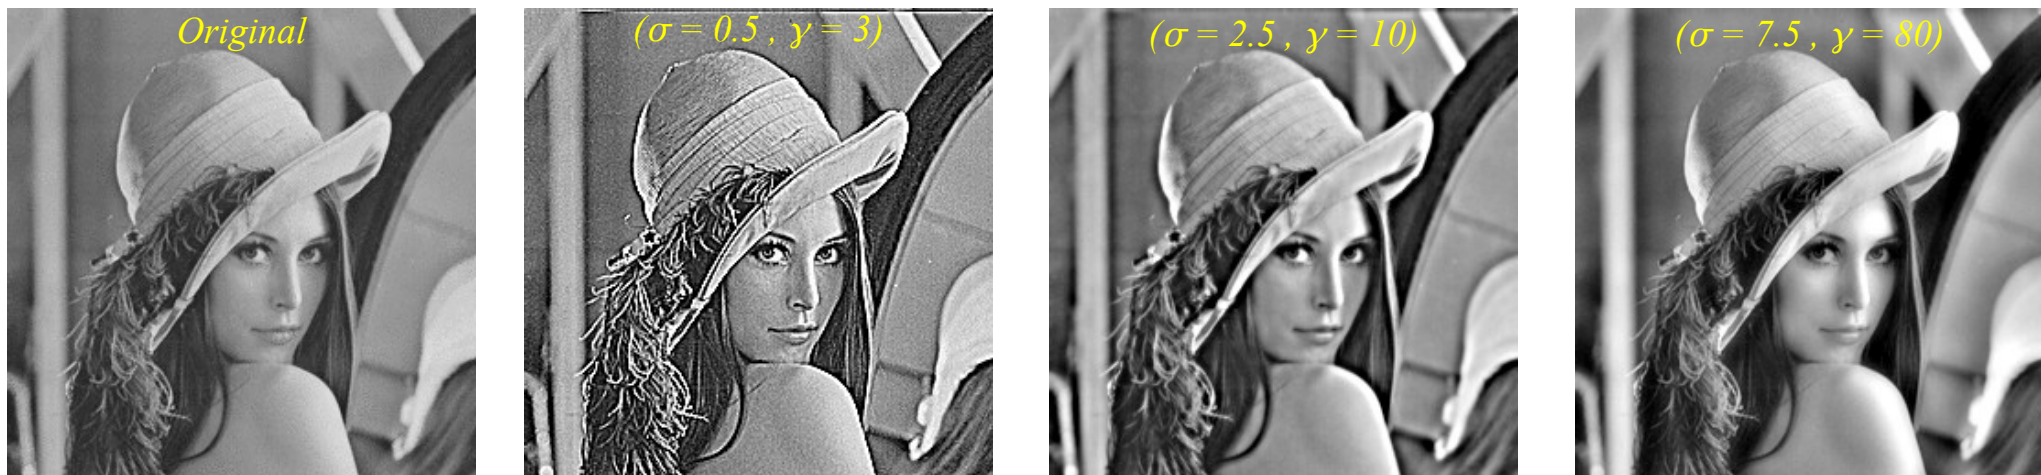 Original
(σ = 0.5 , γ = 3)
(σ = 2.5 , γ = 10)
(σ = 7.5 , γ = 80)